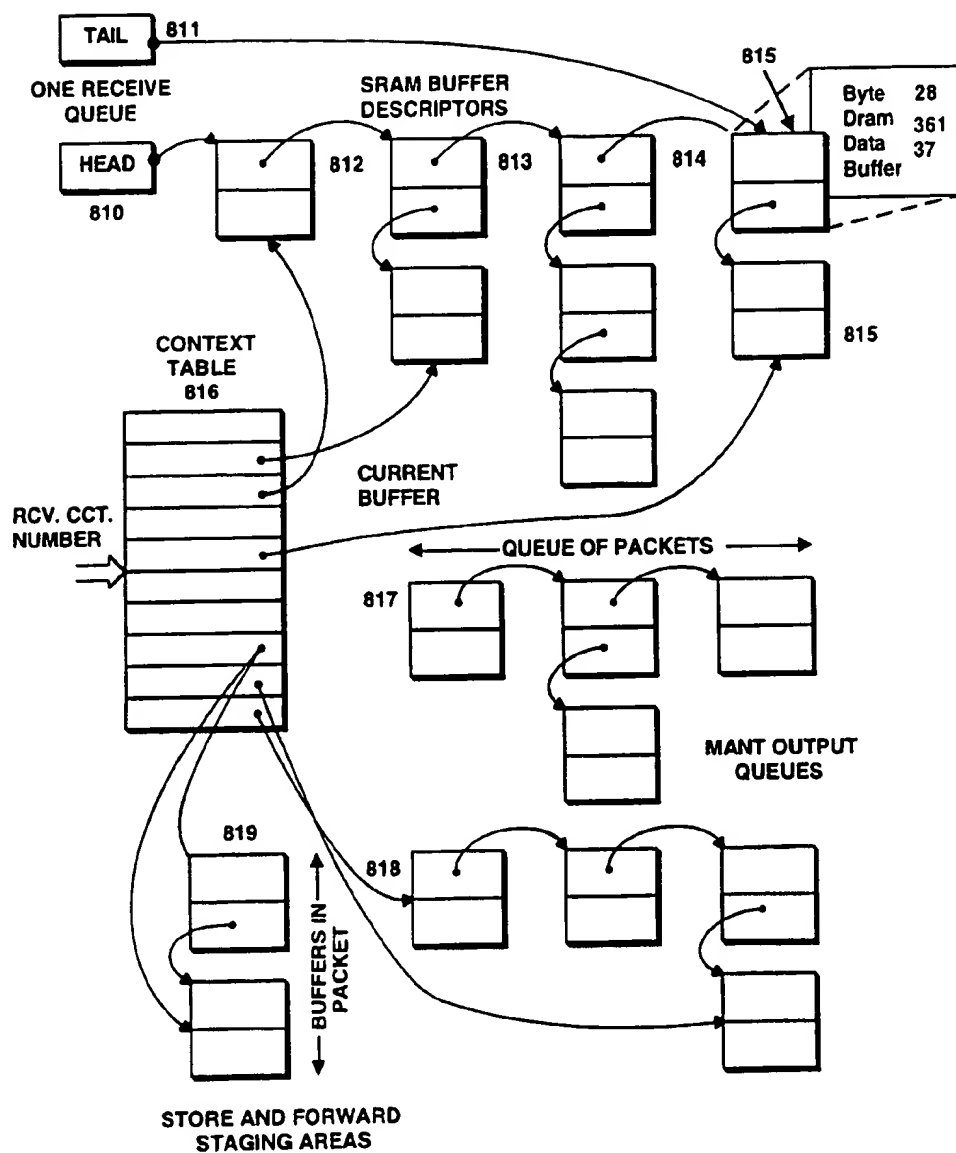 TAIL
811
ONE RECEIVE
QUEUE
HEAD
810
SRAM BUFFER
DESCRIPTORS
812
813
814
815
Byte 28
Dram 361
Data 37
Buffer
815
CONTEXT
TABLE
816
CURRENT
BUFFER
RCV. CCT.
NUMBER
QUEUE OF PACKETS
817
MANT OUTPUT
QUEUES
819
818
BUFFERS IN
PACKET
STORE AND FORWARD
STAGING AREAS